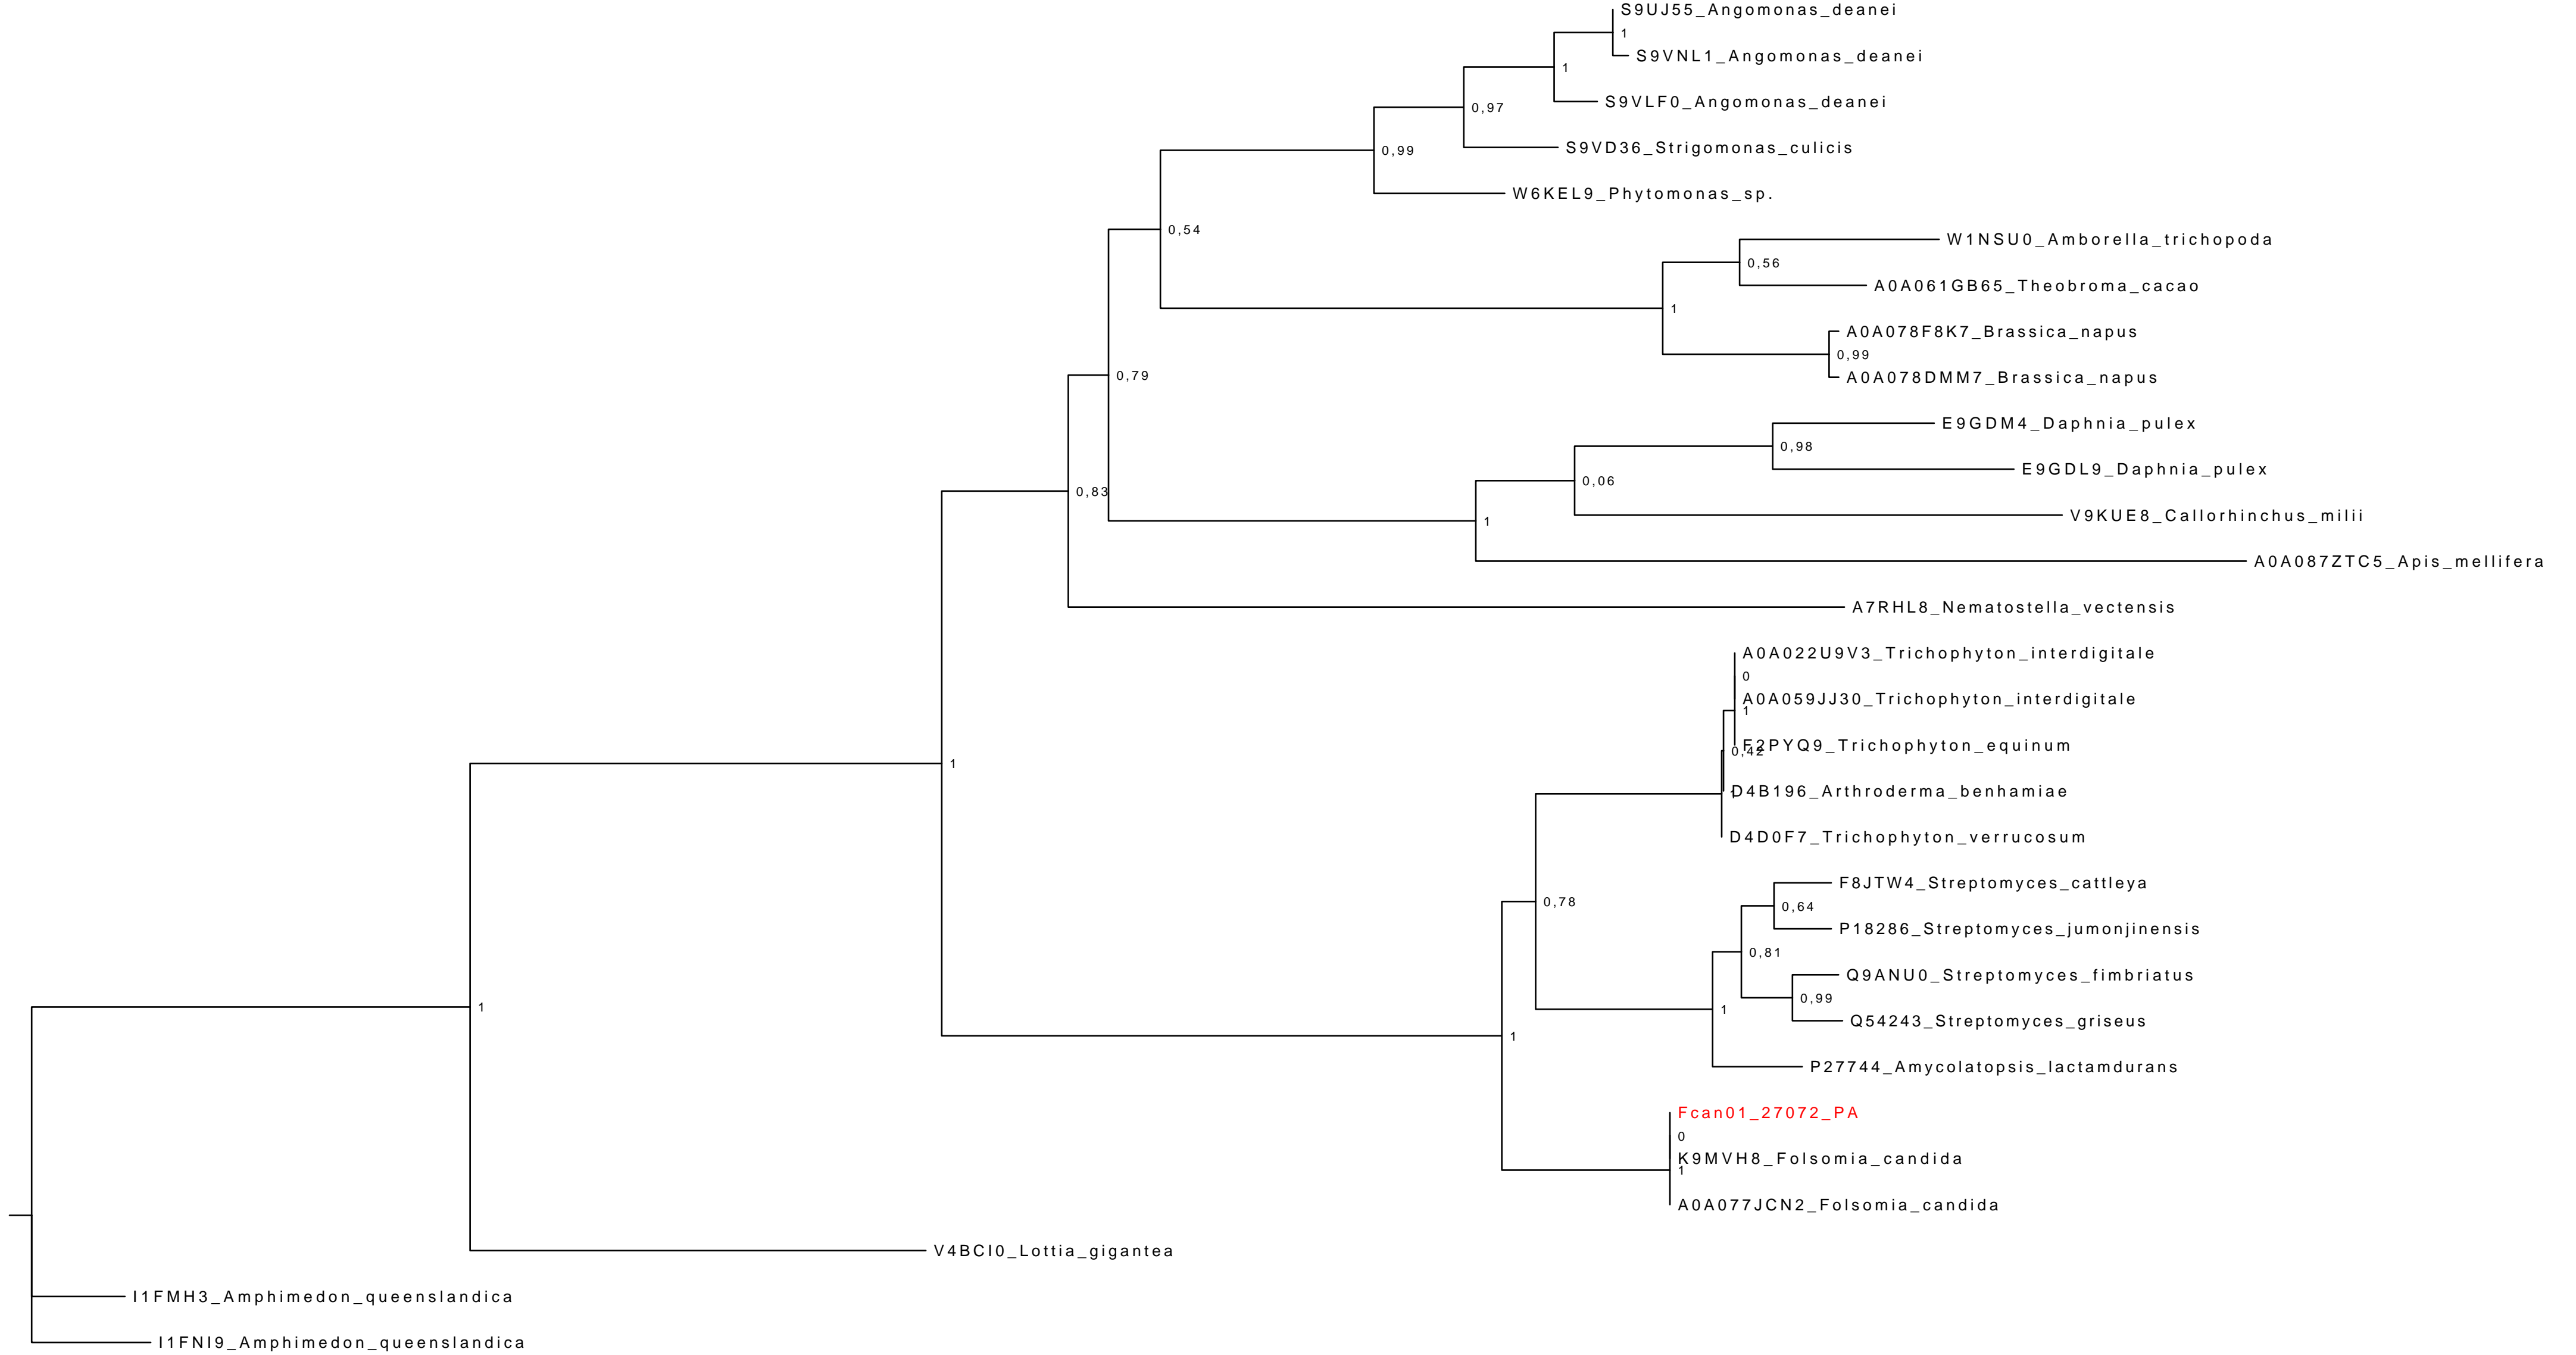 S9UJ55_Angomonas_deanei
1
S9VNL1_Angomonas_deanei
1
S9VLF0_Angomonas_deanei
0,97
S9VD36_Strigomonas_culicis
0,99
W6KEL9_Phytomonas_sp.
0,54
W1NSU0_Amborella_trichopoda
0,56
A0A061GB65_Theobroma_cacao
1
A0A078F8K7_Brassica_napus
0,99
0,79
A0A078DMM7_Brassica_napus
E9GDM4_Daphnia_pulex
0,98
E9GDL9_Daphnia_pulex
0,06
0,83
V9KUE8_Callorhinchus_milii
1
A0A087ZTC5_Apis_mellifera
A7RHL8_Nematostella_vectensis
A0A022U9V3_Trichophyton_interdigitale
0
A0A059JJ30_Trichophyton_interdigitale
1
F2PYQ9_Trichophyton_equinum
0,42
1
D4B196_Arthroderma_benhamiae
1
D4D0F7_Trichophyton_verrucosum
F8JTW4_Streptomyces_cattleya
0,78
0,64
P18286_Streptomyces_jumonjinensis
0,81
Q9ANU0_Streptomyces_fimbriatus
0,99
1
1
Q54243_Streptomyces_griseus
1
P27744_Amycolatopsis_lactamdurans
Fcan01_27072_PA
0
K9MVH8_Folsomia_candida
1
A0A077JCN2_Folsomia_candida
V4BCI0_Lottia_gigantea
I1FMH3_Amphimedon_queenslandica
I1FNI9_Amphimedon_queenslandica